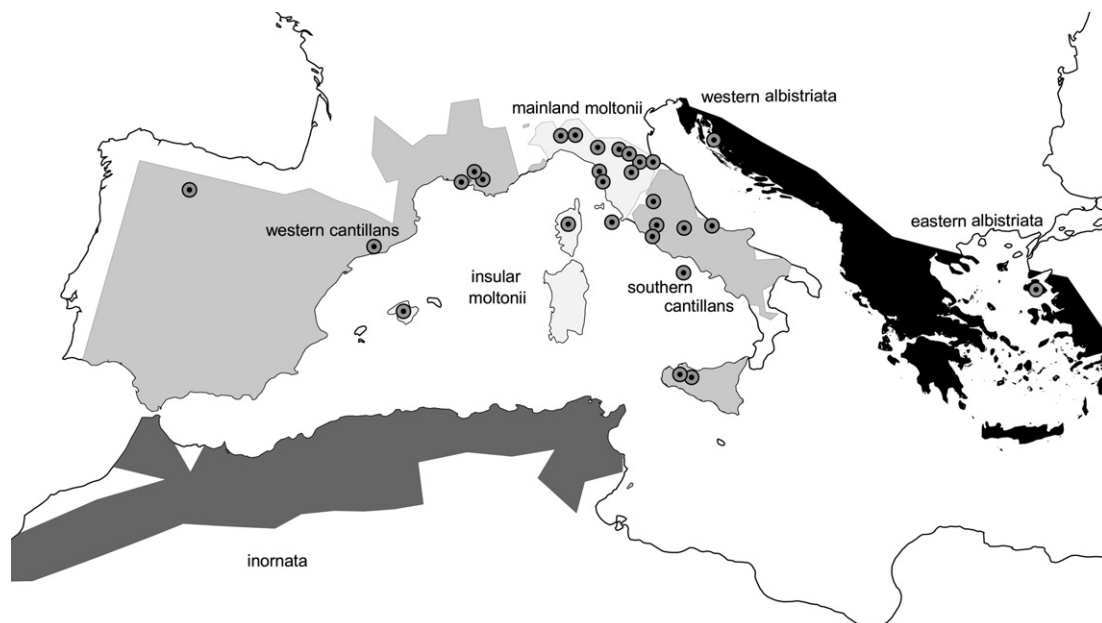 mainland moltonii
western albistriata
eastern albistriata
western cantillans
insular
moltonii
southern
cantillans
inornata